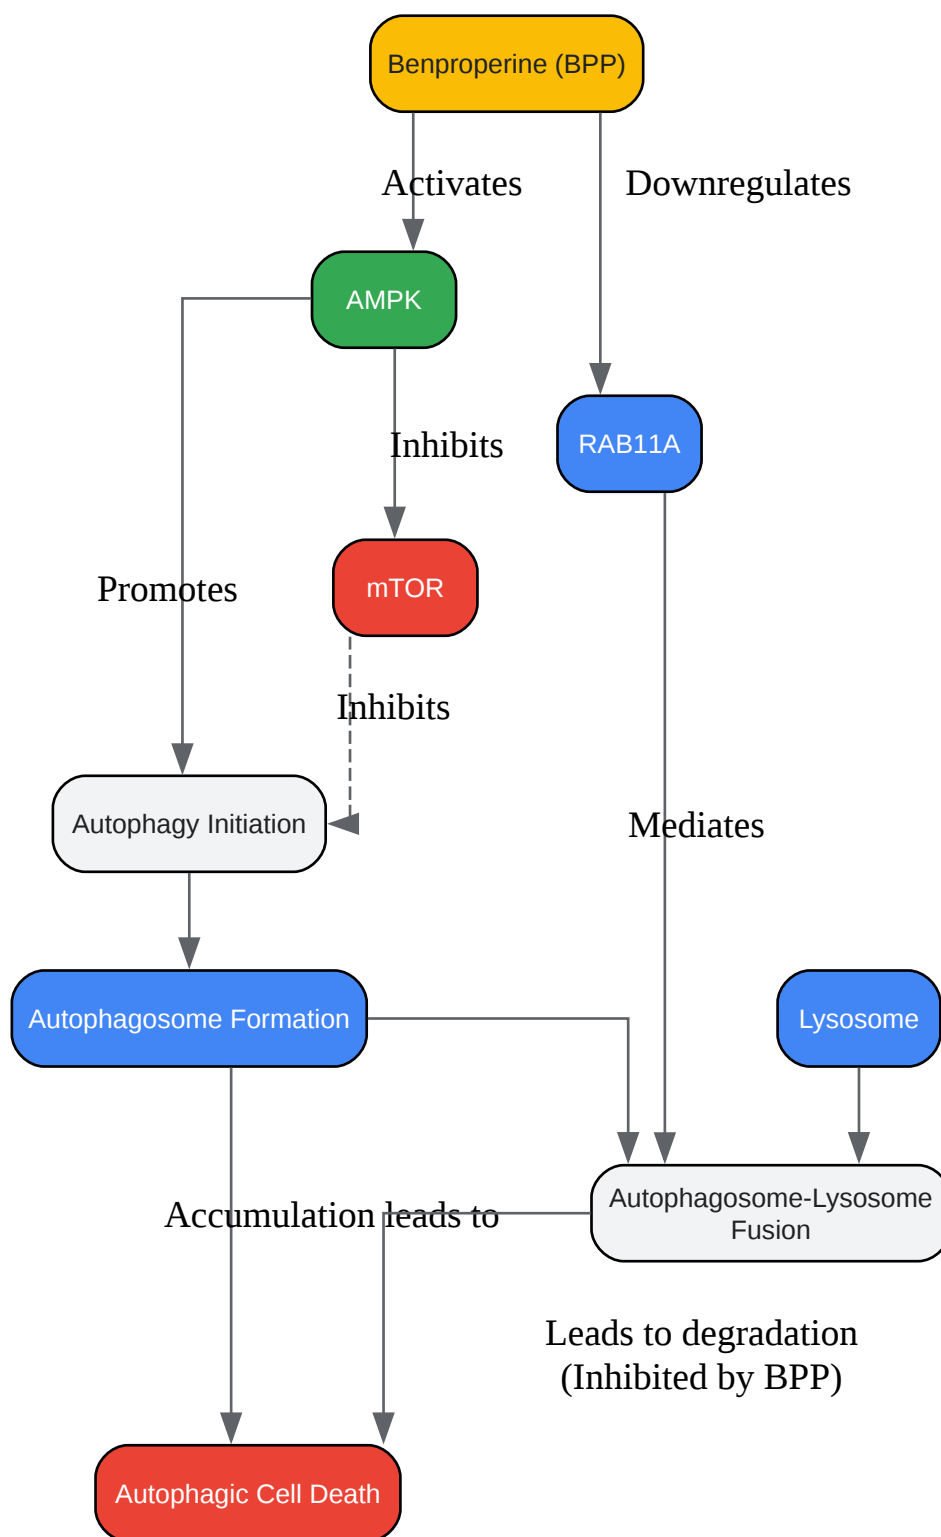 Benproperine (BPP)
Activates
Downregulates
AMPK
Inhibits
RAB11A
Promotes
mTOR
Inhibits
Autophagy Initiation
Mediates
Autophagosome Formation
Lysosome
Accumulation leads to
Autophagosome-Lysosome
Fusion
Leads to degradation
(Inhibited by BPP)
Autophagic Cell Death